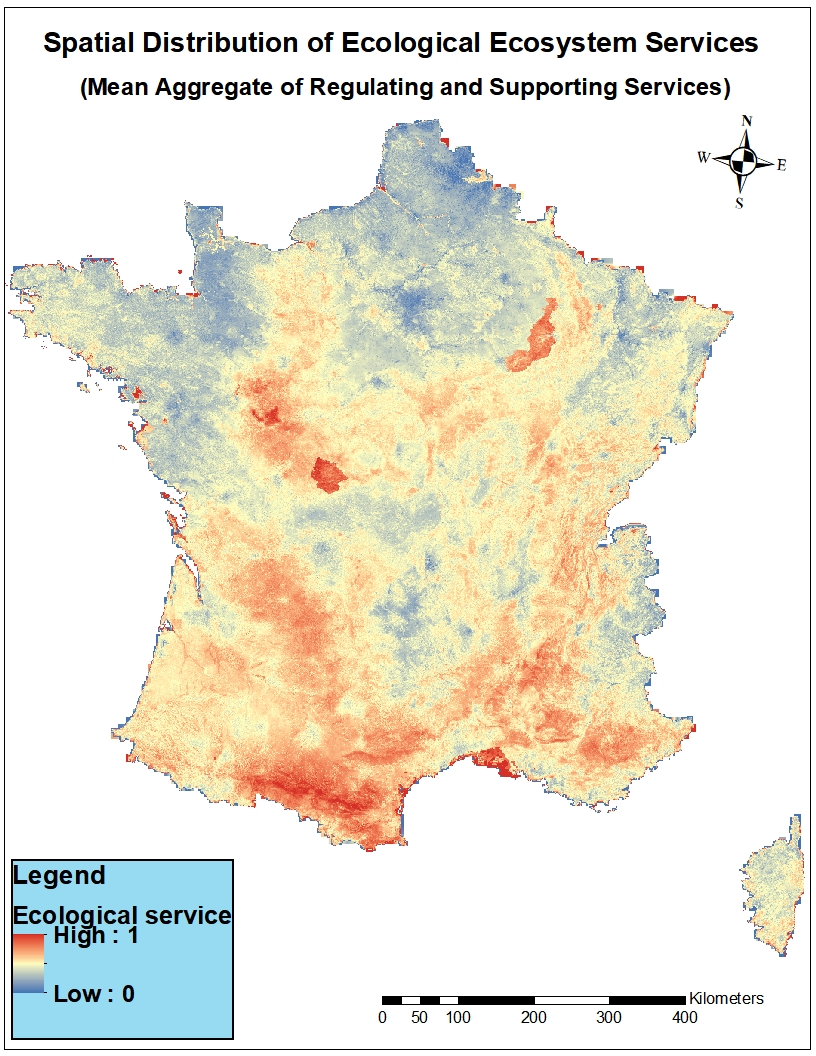 Spatial Distribution of Ecological Ecosystem Services
(Mean Aggregate of Regulating and Supporting Services)
N
W E
S
Legend
Ecological service
High : 1
Low : 0
Kilometers
0 50 100 200 300 400